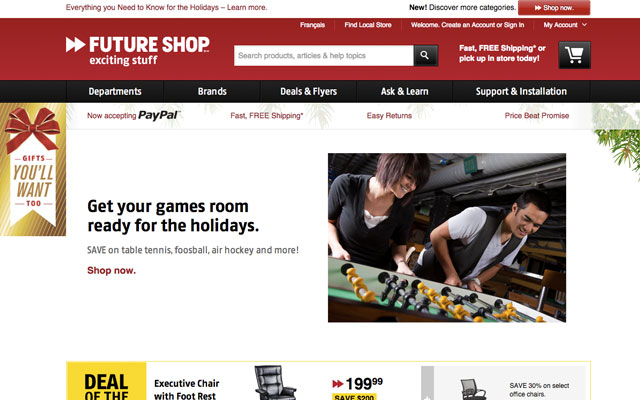 Everything you Need to Know for the Holidays – Learn more.
New! Discover more categories.
Shop now.
Français
Find Local Store
Welcome. Create an Account or Sign In
My Account
FUTURE SHOP
exciting stuff
Search products, articles & help topics
Fast, FREE Shipping* or
pick up in store today!
Departments
Brands
Deals & Flyers
Ask & Learn
Support & Installation
Now accepting PayPal
Fast, FREE Shipping*
Easy Returns
Price Beat Promise
GIFTS
YOU'LL
WANT
TOO
Get your games room
ready for the holidays.
SAVE on table tennis, foosball, air hockey and more!
Shop now.
DEAL
OF THE
Executive Chair
with Foot Rest
199.99
SAVE $200
SAVE 30% on select
office chairs.